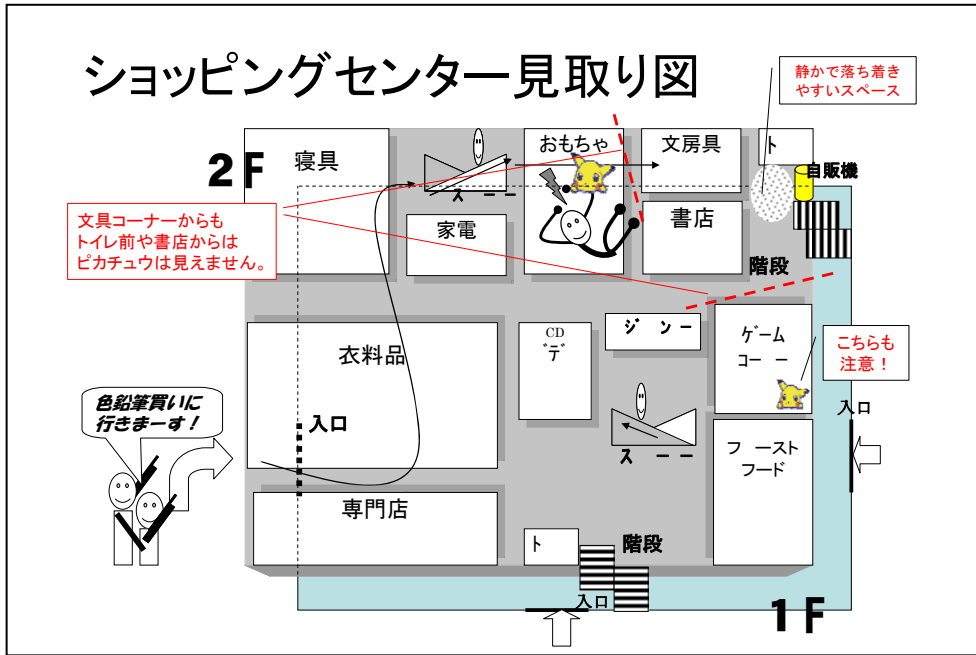 ショッピングセンター見取り図
静かで落ち着き
やすいスペース
2F
寝具
おもちゃ
文房具
ト
自販機
ス ーー
家電
書店
文具コーナーからも
トイレ前や書店からは
ピカチュウは見えません。
階段
衣料品
CD
デ
ジ ンー
ゲーム
コー ー
こちらも
注意！
色鉛筆買いに
行きまーす！
入口
入口
ス ーー
フ ースト
フード
専門店
ト
階段
入口
1F